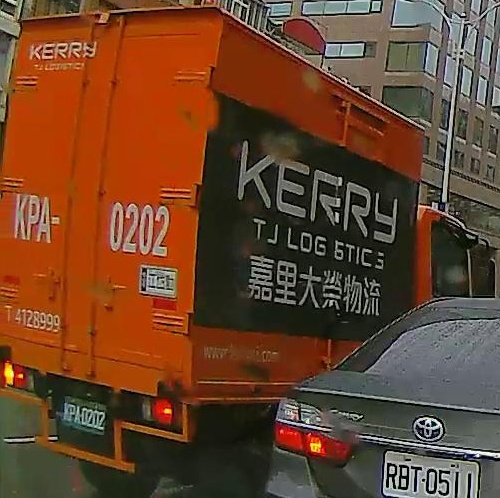 KERRY
TJ LOGISTICS
KPA-
0202
T 4128999
KPA0202
KERRY
TJ LOGISTICS
嘉里大榮物流
RBT-0511